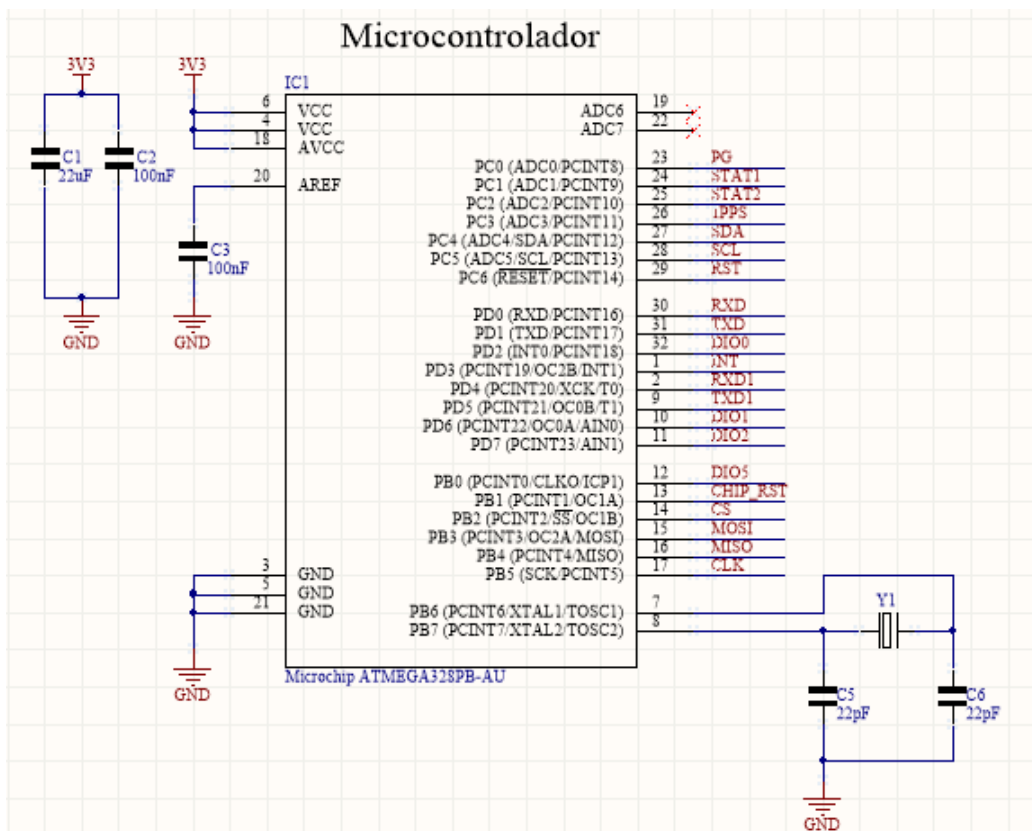 Microcontrolador
3V3
3V3
C1
22uF
C2
100nF
GND
C3
100nF
GND
IC1
6 VCC
4 VCC
18 AVCC
20 AREF
3 GND
5 GND
21 GND
GND
ADC6 19
ADC7 22
PC0 (ADC0/PCINT8) 23 PG
PC1 (ADC1/PCINT9) 24 STAT1
PC2 (ADC2/PCINT10) 25 STAT2
PC3 (ADC3/PCINT11) 26 1PPS
PC4 (ADC4/SDA/PCINT12) 27 SDA
PC5 (ADC5/SCL/PCINT13) 28 SCL
PC6 (RESET/PCINT14) 29 RST
PD0 (RXD/PCINT16) 30 RXD
PD1 (TXD/PCINT17) 31 TXD
PD2 (INT0/PCINT18) 32 DIO0
PD3 (PCINT19/OC2B/INT1) 1 INT
PD4 (PCINT20/XCK/T0) 2 RXD1
PD5 (PCINT21/OC0B/T1) 9 TXD1
PD6 (PCINT22/OC0A/AIN0) 10 DIO1
PD7 (PCINT23/AIN1) 11 DIO2
PB0 (PCINT0/CLKO/ICP1) 12 DIO5
PB1 (PCINT1/OC1A) 13 CHIP_RST
PB2 (PCINT2/SS/OC1B) 14 CS
PB3 (PCINT3/OC2A/MOSI) 15 MOSI
PB4 (PCINT4/MISO) 16 MISO
PB5 (SCK/PCINT5) 17 CLK
PB6 (PCINT6/XTAL1/TOSC1) 7
PB7 (PCINT7/XTAL2/TOSC2) 8
Microchip ATMEGA328PB-AU
Y1
C5
22pF
C6
22pF
GND